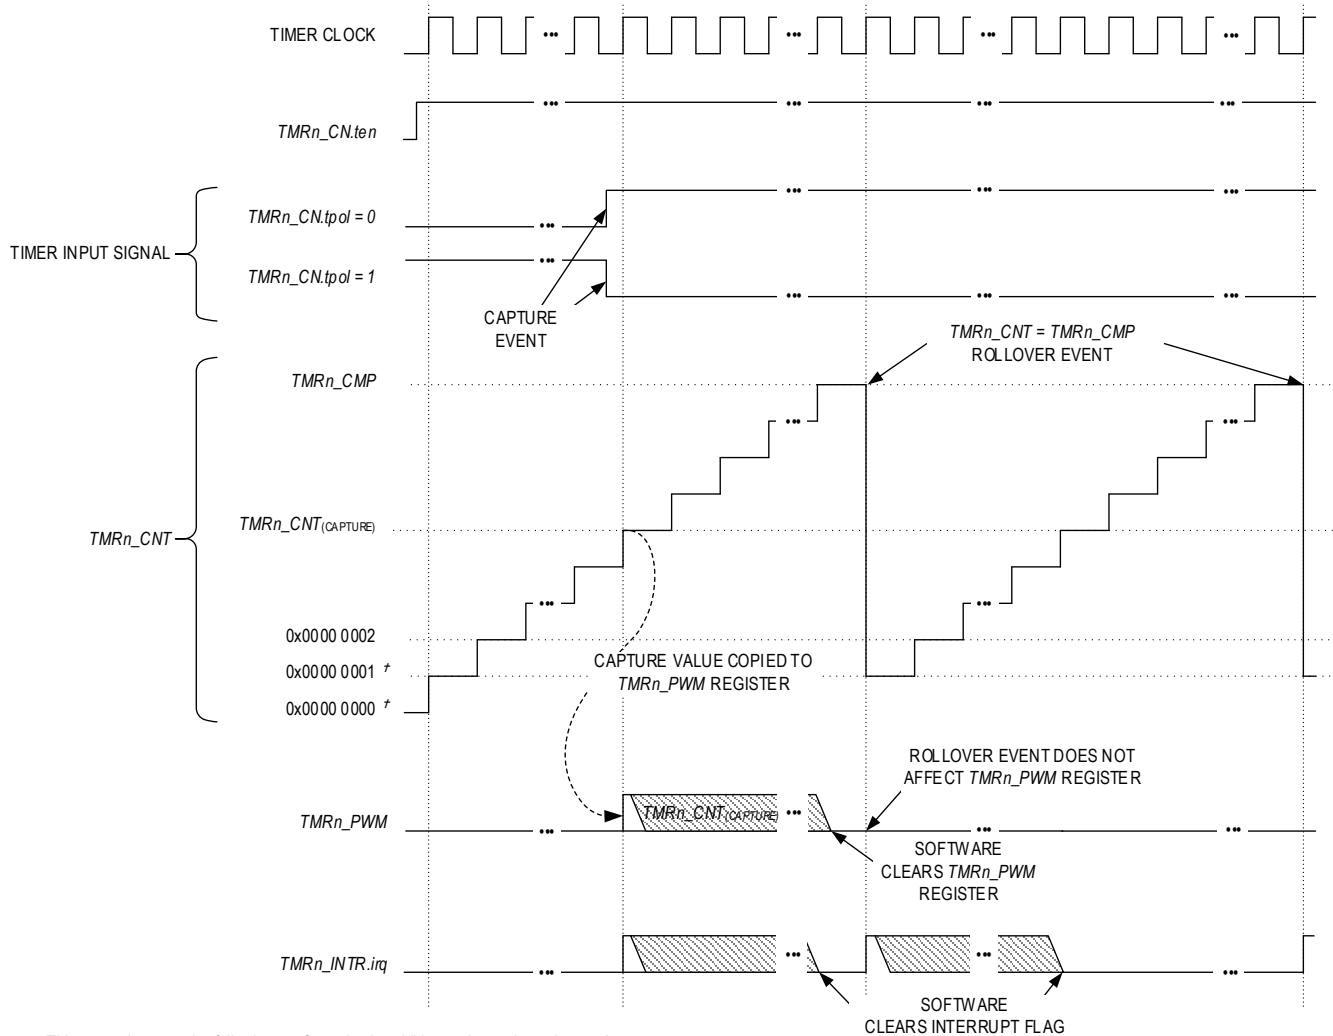 TIMER CLOCK
TMRn_CN.ten
TIMER INPUT SIGNAL
TMRn_CN.tpol = 0
TMRn_CN.tpol = 1
CAPTURE
EVENT
TMRn_CNT = TMRn_CMP
ROLLOVER EVENT
TMRn_CMP
TMRn_CNT(CAPTURE)
TMRn_CNT
0x0000 0002
0x0000 0001 †
0x0000 0000 †
CAPTURE VALUE COPIED TO
TMRn_PWM REGISTER
ROLLOVER EVENT DOES NOT
AFFECT TMRn_PWM REGISTER
TMRn_PWM
TMRn_CNT(CAPTURE)
SOFTWARE
CLEARS TMRn_PWM
REGISTER
TMRn_INTR.irq
SOFTWARE
CLEARS INTERRUPT FLAG